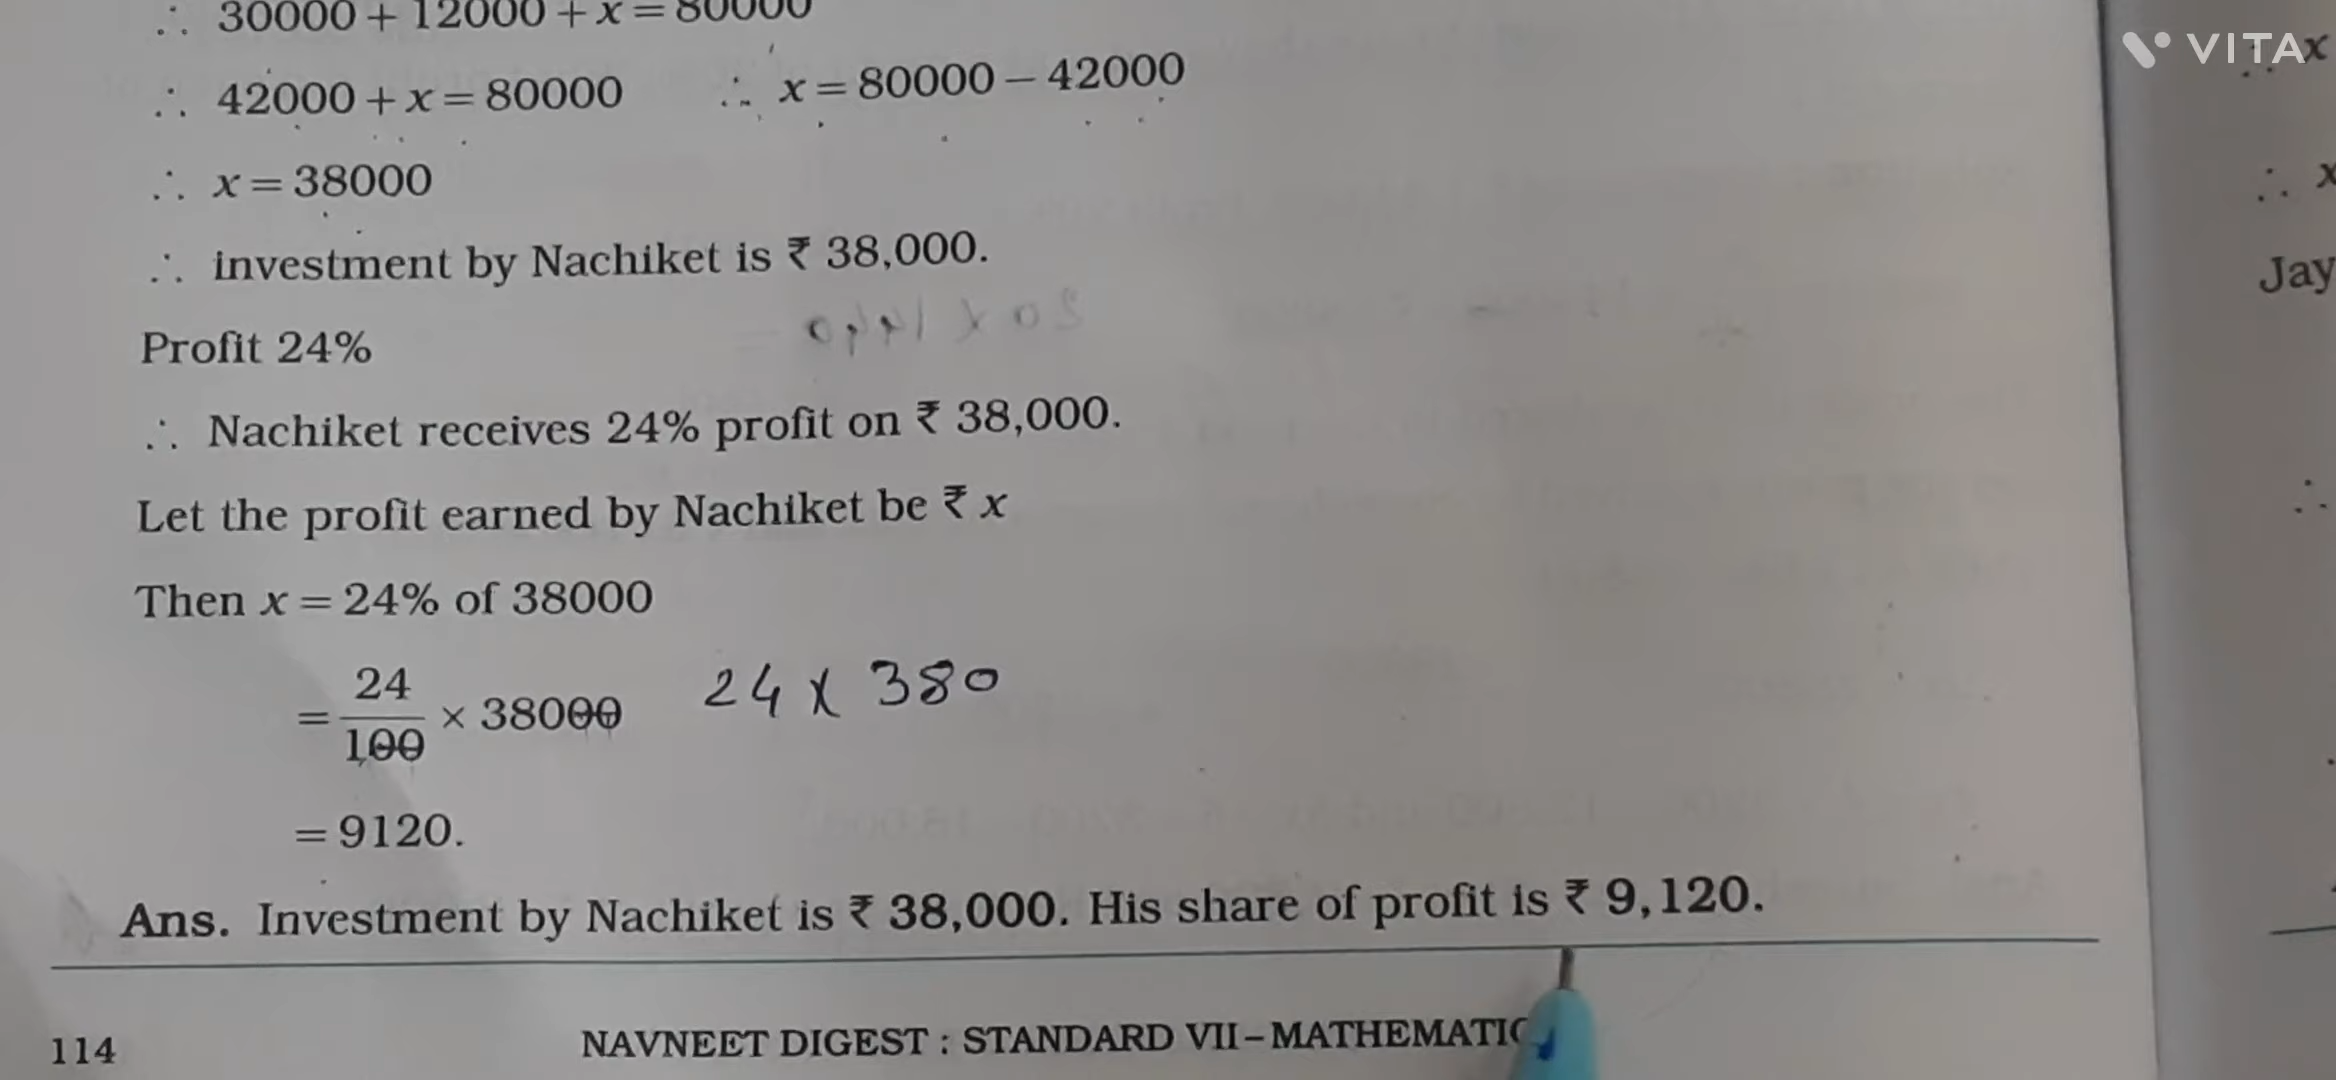 ∴ 30000 + 12000 + x = 80000
∴ 42000 + x = 80000 ∴ x = 80000 – 42000
∴ x = 38000
∴ investment by Nachiket is ₹ 38,000.
Profit 24%
∴ Nachiket receives 24% profit on ₹ 38,000.
Let the profit earned by Nachiket be ₹ x
Then x = 24% of 38000
= 24/100 × 38000 24 x 380
= 9120.
Ans. Investment by Nachiket is ₹ 38,000. His share of profit is ₹ 9,120.
114 NAVNEET DIGEST : STANDARD VII – MATHEMATIC
VITA
∴ x
∴ x
Jay
∴